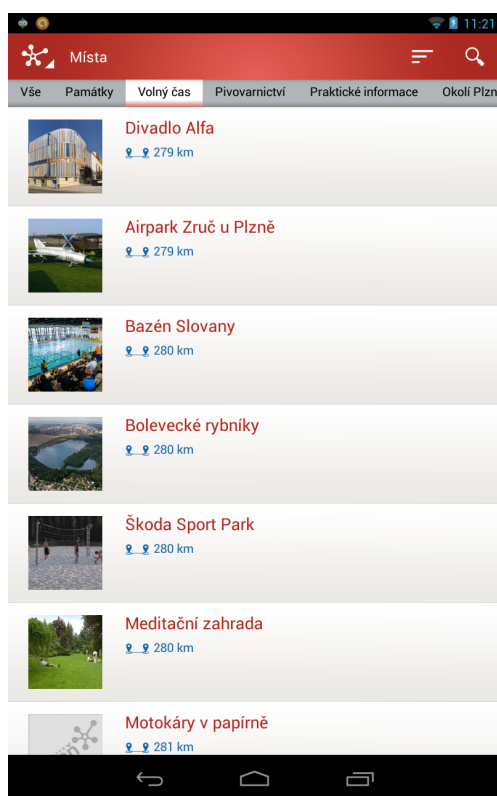 11:21
Místa
Vše Památky Volný čas Pivovarnictví Praktické informace Okolí Plzn
Divadlo Alfa
279 km
Airpark Zruč u Plzně
279 km
Bazén Slovany
280 km
Bolevecké rybníky
280 km
Škoda Sport Park
280 km
Meditační zahrada
280 km
Motokáry v papírně
281 km